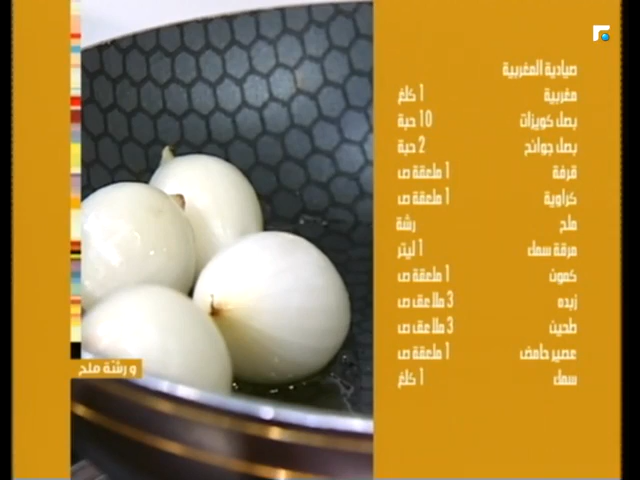 صيادية المغربية
مغربية 1 كلغ
بصل كويزات 10 حبة
بصل جوانح 2 حبة
قرفة 1 ملعقة ص
كراوية 1 ملعقة ص
ملح رشة
مرقة سمك 1 ليتر
كمون 1 ملعقة ص
زبده 3 ملاعق ص
طحين 3 ملاعق ص
عصير حامض 1 ملعقة ص
سمك 1 كلغ
و رشة ملح